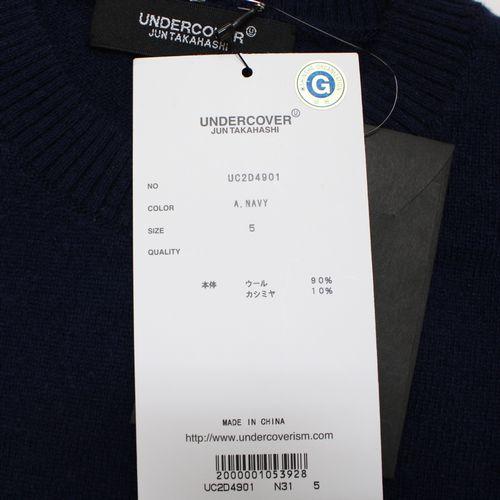 UNDERCOVER U
JUN TAKAHASHI
G
UNDERCOVER U
JUN TAKAHASHI
NO UC2D4901
COLOR A.NAVY
SIZE 5
QUALITY
本体 ウール 90%
カシミヤ 10%
MADE IN CHINA
http://www.undercoverism.com
2000001053928
UC2D4901 N31 5